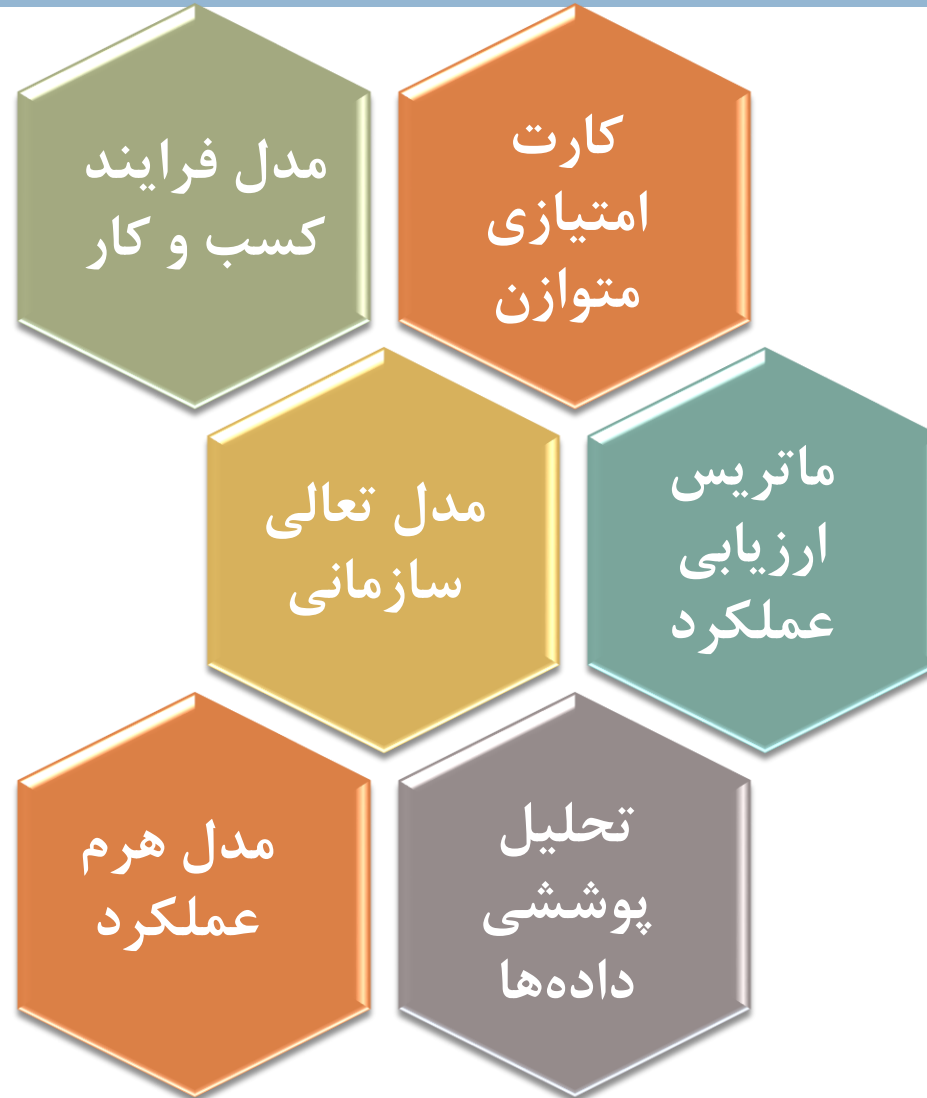 کارت
امتیازی
متوازن
مدل فرایند
کسب و کار
ماتریس
ارزیابی
عملکرد
مدل تعالی
سازمانی
تحلیل
پوششی
داده‌ها
مدل هرم
عملکرد